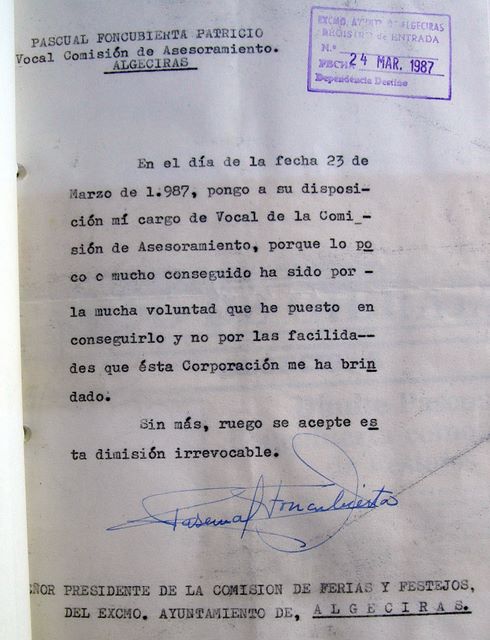 PASCUAL FONCUBIERTA PATRICIO
Vocal Comisión de Asesoramiento.
ALGECIRAS
EXCMO. AYUNT. DE ALGECIRAS
REGISTRO de ENTRADA
N.º
FECHA 24 MAR. 1987
Dependencia Destino
En el día de la fecha 23 de
Marzo de 1.987, pongo a su disposi-
ción mí cargo de Vocal de la Comi_-
sión de Asesoramiento, porque lo po
co o mucho conseguido ha sido por -
la mucha voluntad que he puesto en
conseguirlo y no por las facilida--
des que ésta Corporación me ha brin
dado.
Sin más, ruego se acepte es
ta dimisión irrevocable.
Pascual Foncubierta
EÑOR PRESIDENTE DE LA COMISION DE FERIAS Y FESTEJOS,
DEL EXCMO. AYUNTAMIENTO DE, ALGECIRAS.